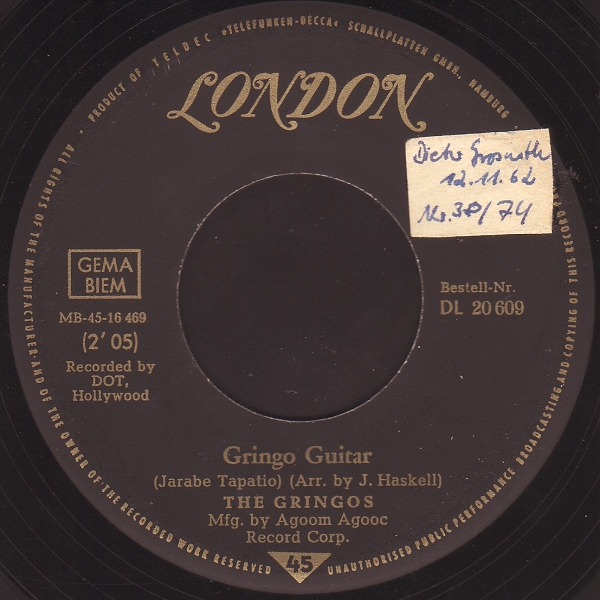 PRODUCT OF TELDEC »TELEFUNKEN-DECCA« SCHALLPLATTEN GMBH., HAMBURG
LONDON
12.11.62
Nr. 38/74
GEMA
BIEM
Bestell-Nr.
DL 20 609
MB-45-16 469
(2' 05)
Recorded by
DOT,
Hollywood
Gringo Guitar
(Jarabe Tapatio) (Arr. by J. Haskell)
THE GRINGOS
Mfg. by Agoom Agooc
Record Corp.
45
ALL RIGHTS OF THE MANUFACTURER AND OF THE OWNER OF THE RECORDED WORK RESERVED
UNAUTHORISED PUBLIC PERFORMANCE BROADCASTING AND COPYING OF THIS RECORD